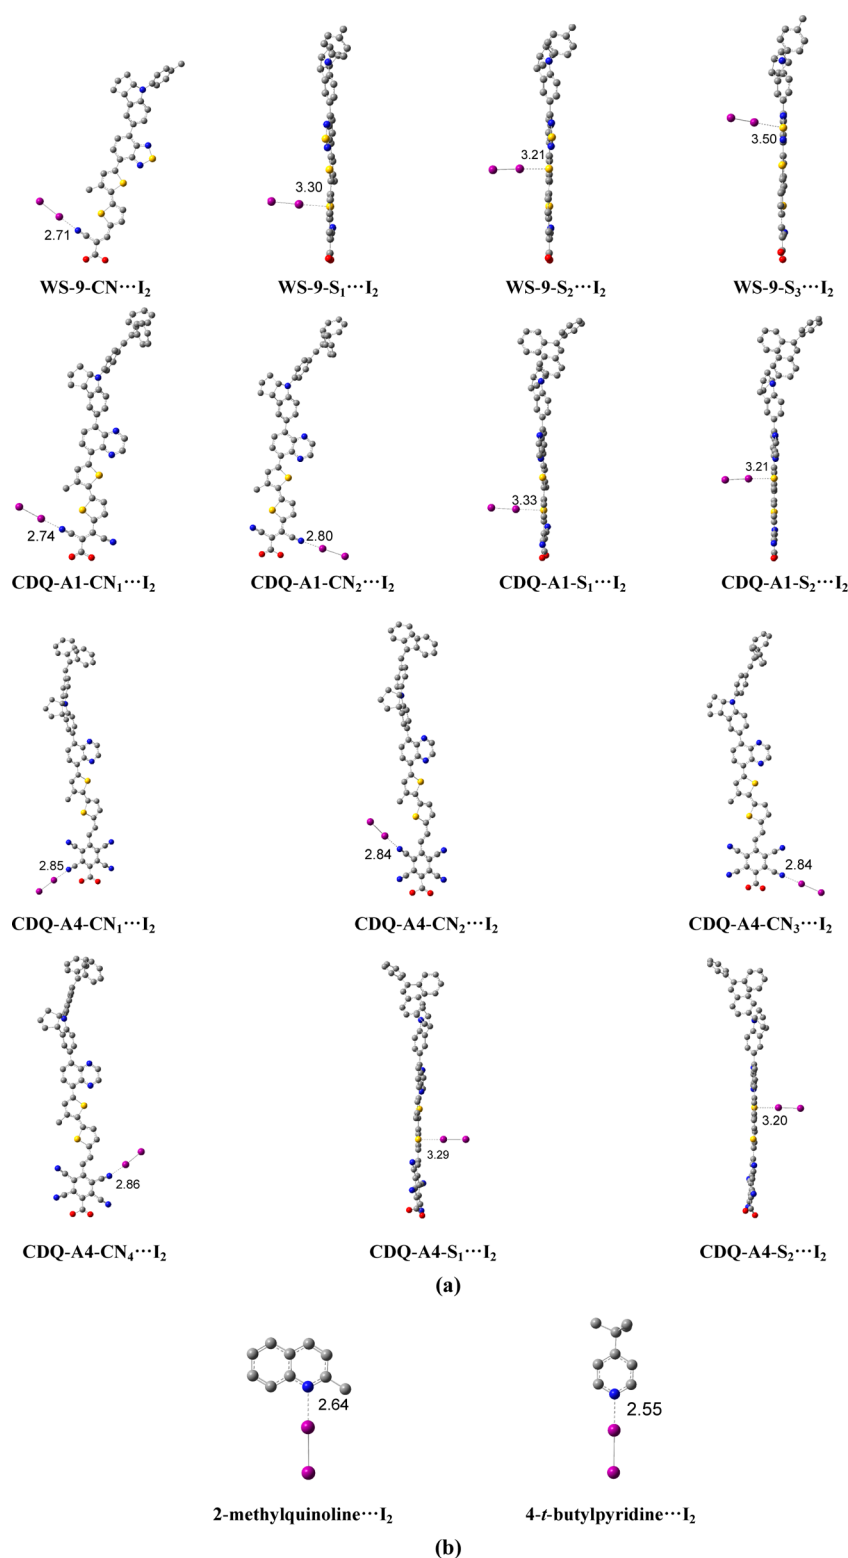 3.21
3.50
3.30
2.71
WS-9-CN···I₂ WS-9-S₁···I₂ WS-9-S₂···I₂ WS-9-S₃···I₂
3.21
3.33
2.74
2.80
CDQ-A1-CN₁···I₂ CDQ-A1-CN₂···I₂ CDQ-A1-S₁···I₂ CDQ-A1-S₂···I₂
2.85
2.84
2.84
CDQ-A4-CN₁···I₂ CDQ-A4-CN₂···I₂ CDQ-A4-CN₃···I₂
3.20
3.29
2.86
CDQ-A4-CN₄···I₂ CDQ-A4-S₁···I₂ CDQ-A4-S₂···I₂
(a)
2.64
2.55
2-methylquinoline···I₂ 4-t-butylpyridine···I₂
(b)